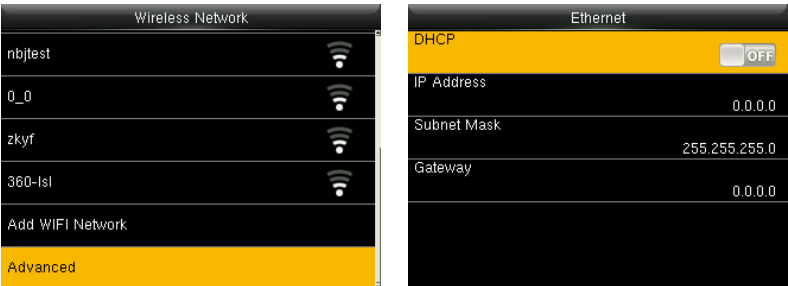 Wireless Network
nbjtest
0_0
zkyf
360-lsl
Add WIFI Network
Advanced
Ethernet
DHCP
OFF
IP Address
0.0.0.0
Subnet Mask
255.255.255.0
Gateway
0.0.0.0